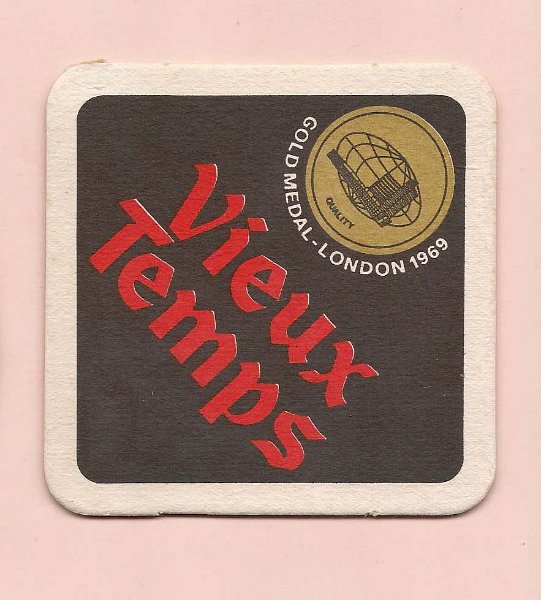 Vieux
Temps
GOLD MEDAL - LONDON 1969
QUALITY